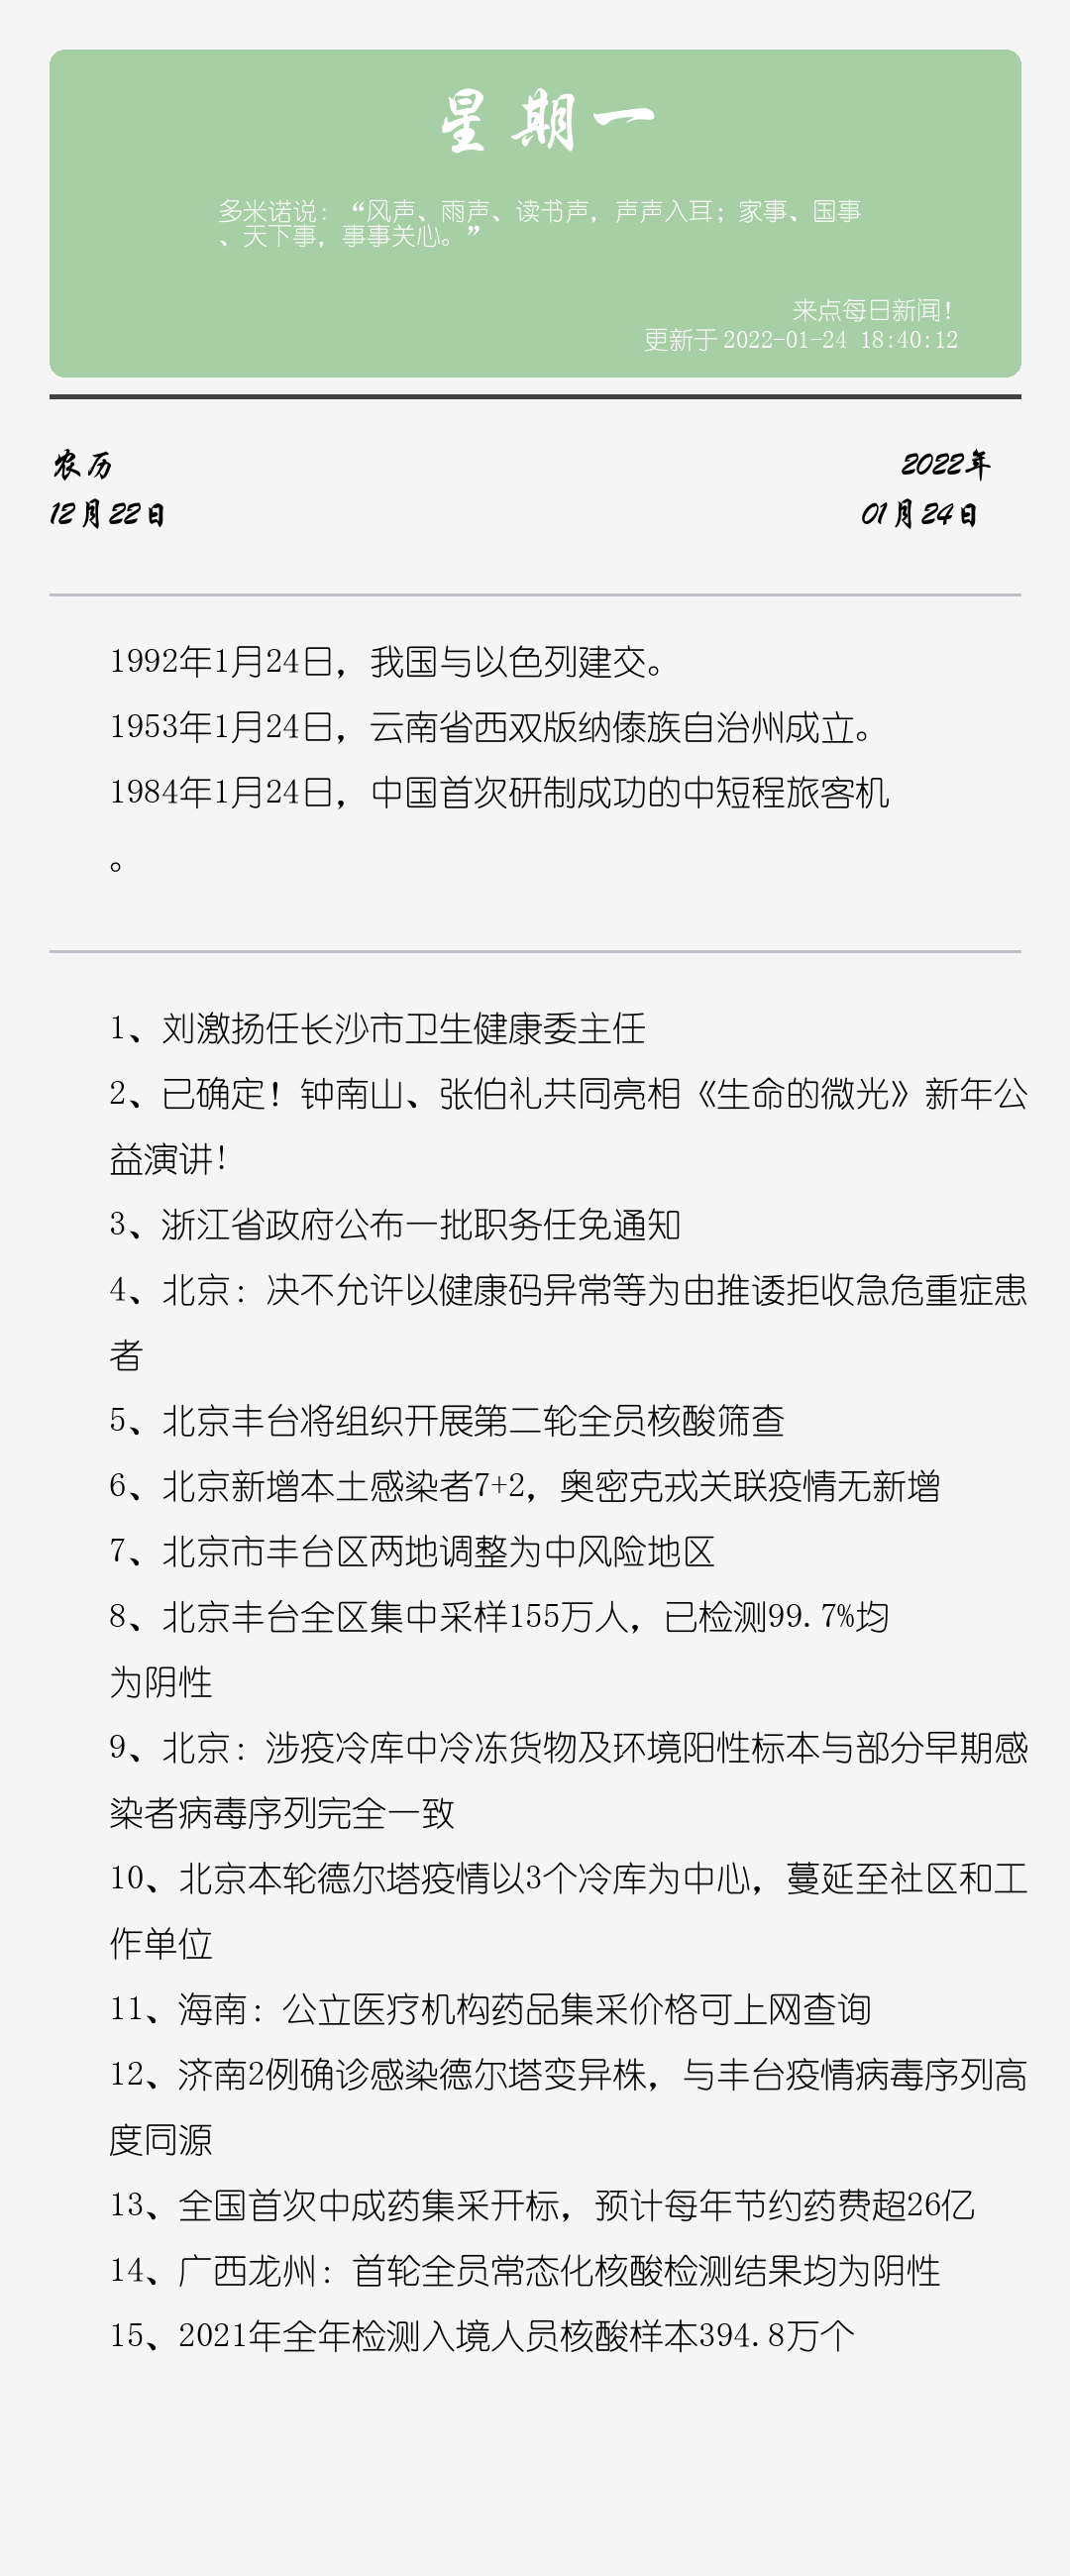 星期一
多米诺说：“风声、雨声、读书声，声声入耳；家事、国事
、天下事，事事关心。”
来点每日新闻！
更新于2022-01-24 18:40:12
农历
12月22日
2022年
01月24日
1992年1月24日，我国与以色列建交。
1953年1月24日，云南省西双版纳傣族自治州成立。
1984年1月24日，中国首次研制成功的中短程旅客机
。
1、刘激扬任长沙市卫生健康委主任
2、已确定！钟南山、张伯礼共同亮相《生命的微光》新年公
益演讲！
3、浙江省政府公布一批职务任免通知
4、北京：决不允许以健康码异常等为由推诿拒收急危重症患
者
5、北京丰台将组织开展第二轮全员核酸筛查
6、北京新增本土感染者7+2，奥密克戎关联疫情无新增
7、北京市丰台区两地调整为中风险地区
8、北京丰台全区集中采样155万人，已检测99.7%均
为阴性
9、北京：涉疫冷库中冷冻货物及环境阳性标本与部分早期感
染者病毒序列完全一致
10、北京本轮德尔塔疫情以3个冷库为中心，蔓延至社区和工
作单位
11、海南：公立医疗机构药品集采价格可上网查询
12、济南2例确诊感染德尔塔变异株，与丰台疫情病毒序列高
度同源
13、全国首次中成药集采开标，预计每年节约药费超26亿
14、广西龙州：首轮全员常态化核酸检测结果均为阴性
15、2021年全年检测入境人员核酸样本394.8万个